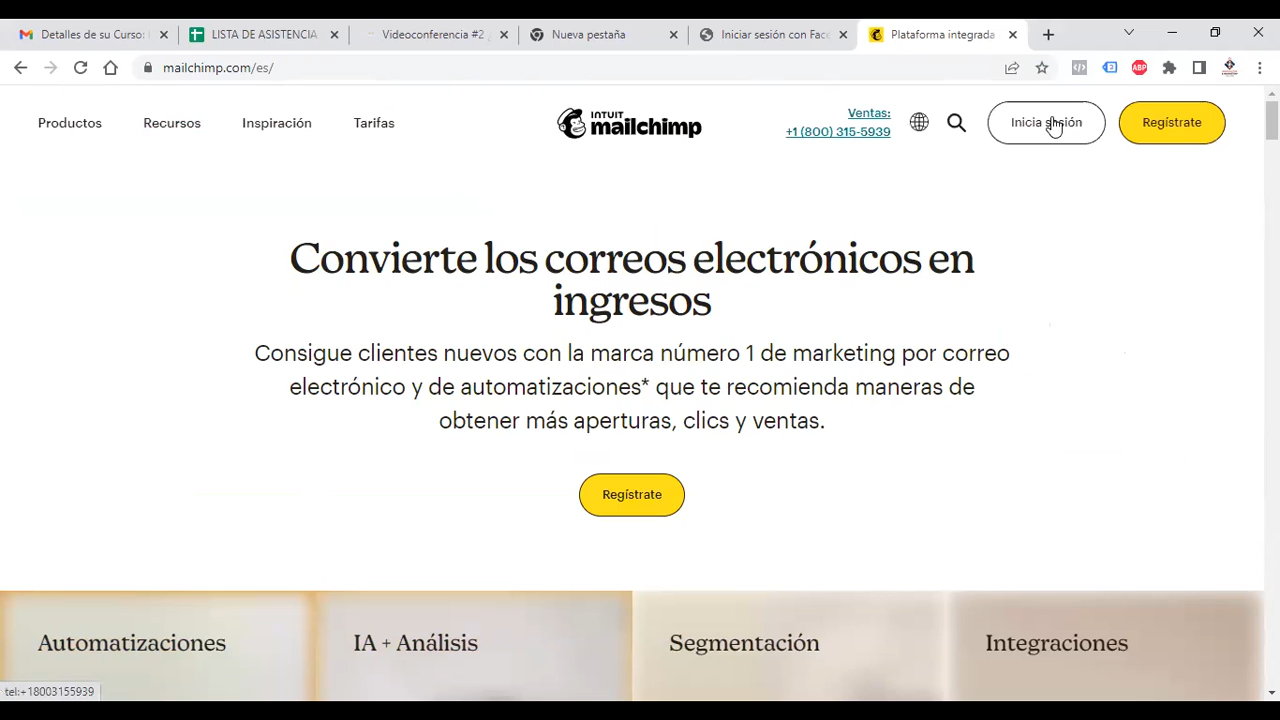 Detalles de su Curso:
LISTA DE ASISTENCIA
Videoconferencia #2
Nueva pestaña
Iniciar sesión con Face
Plataforma integrada
mailchimp.com/es/
Productos
Recursos
Inspiración
Tarifas
INTUIT
mailchimp
Ventas:
+1 (800) 315-5939
Inicia sesión
Regístrate
Convierte los correos electrónicos en
ingresos
Consigue clientes nuevos con la marca número 1 de marketing por correo
electrónico y de automatizaciones* que te recomienda maneras de
obtener más aperturas, clics y ventas.
Regístrate
Automatizaciones
IA + Análisis
Segmentación
Integraciones
tel:+18003155939